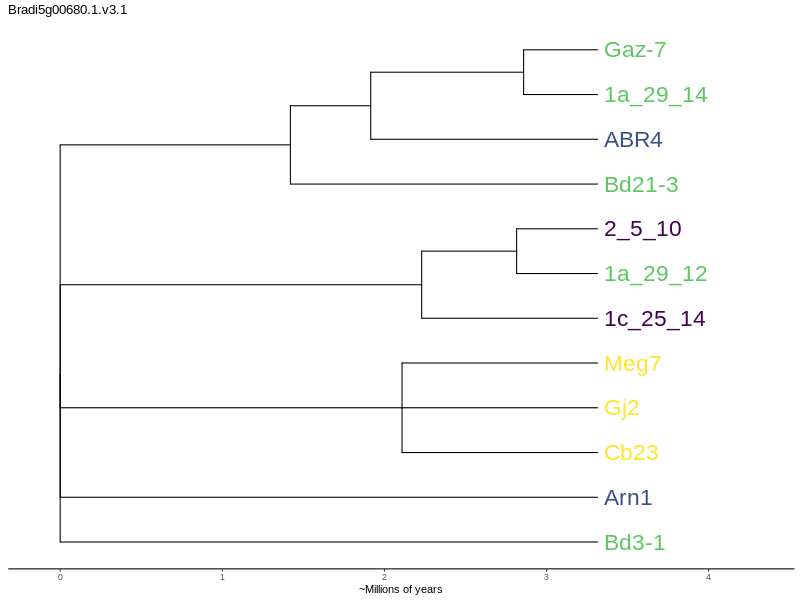 Bradi5g00680.1.v3.1
Gaz-7
1a_29_14
ABR4
Bd21-3
2_5_10
1a_29_12
1c_25_14
Meg7
Gj2
Cb23
Arn1
Bd3-1
0 1 2 3 4
~Millions of years